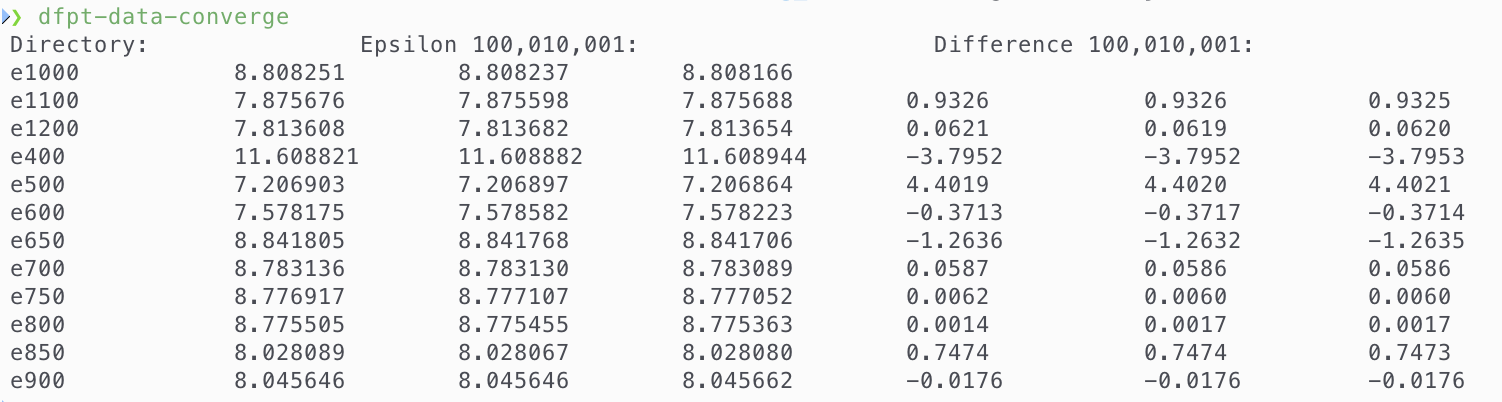 ❯ dfpt-data-converge
Directory: Epsilon 100,010,001: Difference 100,010,001:
e1000 8.808251 8.808237 8.808166
e1100 7.875676 7.875598 7.875688 0.9326 0.9326 0.9325
e1200 7.813608 7.813682 7.813654 0.0621 0.0619 0.0620
e400 11.608821 11.608882 11.608944 -3.7952 -3.7952 -3.7953
e500 7.206903 7.206897 7.206864 4.4019 4.4020 4.4021
e600 7.578175 7.578582 7.578223 -0.3713 -0.3717 -0.3714
e650 8.841805 8.841768 8.841706 -1.2636 -1.2632 -1.2635
e700 8.783136 8.783130 8.783089 0.0587 0.0586 0.0586
e750 8.776917 8.777107 8.777052 0.0062 0.0060 0.0060
e800 8.775505 8.775455 8.775363 0.0014 0.0017 0.0017
e850 8.028089 8.028067 8.028080 0.7474 0.7474 0.7473
e900 8.045646 8.045646 8.045662 -0.0176 -0.0176 -0.0176